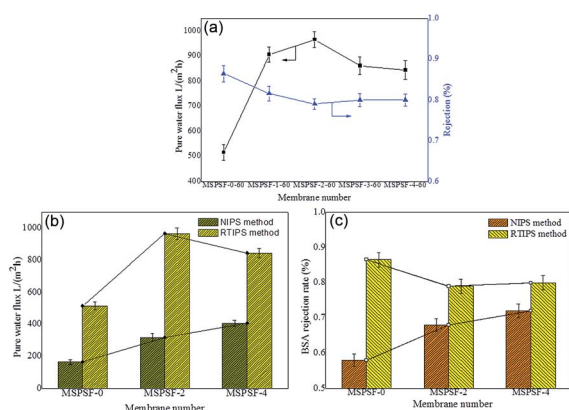 (a)
Pure water flux L/(m²h)
1000
900
800
700
600
500
400
1.0
0.9
0.8
0.7
0.6
Rejection (%)
MSPSF-0-60 MSPSF-1-60 MSPSF-2-60 MSPSF-3-60 MSPSF-4-60
Membrane number
(b)
NIPS method
RTIPS method
Pure water flux L/(m²h)
1000
800
600
400
200
0
MSPSF-0 MSPSF-2 MSPSF-4
Membrane number
(c)
NIPS method
RTIPS method
BSA rejection rate (%)
1.0
0.9
0.8
0.7
0.6
0.5
MSPSF-0 MSPSF-2 MSPSF-4
Membrane number